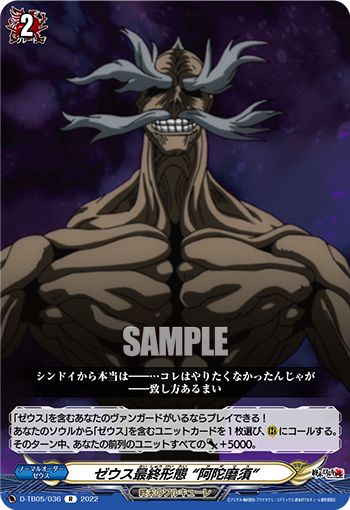 2
グレード
SAMPLE
シンドイから本当は――…コレはやりたくなかったんじゃが
――致し方あるまい
「ゼウス」を含むあなたのヴァンガードがいるならプレイできる!
あなたのソウルから「ゼウス」を含むユニットカードを1枚選び、Ⓡにコールする。
そのターン中、あなたの前列のユニットすべての+5000。
ノーマルオーダー
ゼウス
ゼウス最終形態 “阿陀磨須”
終末のワルキューレ
D-TB05/036 R 2022